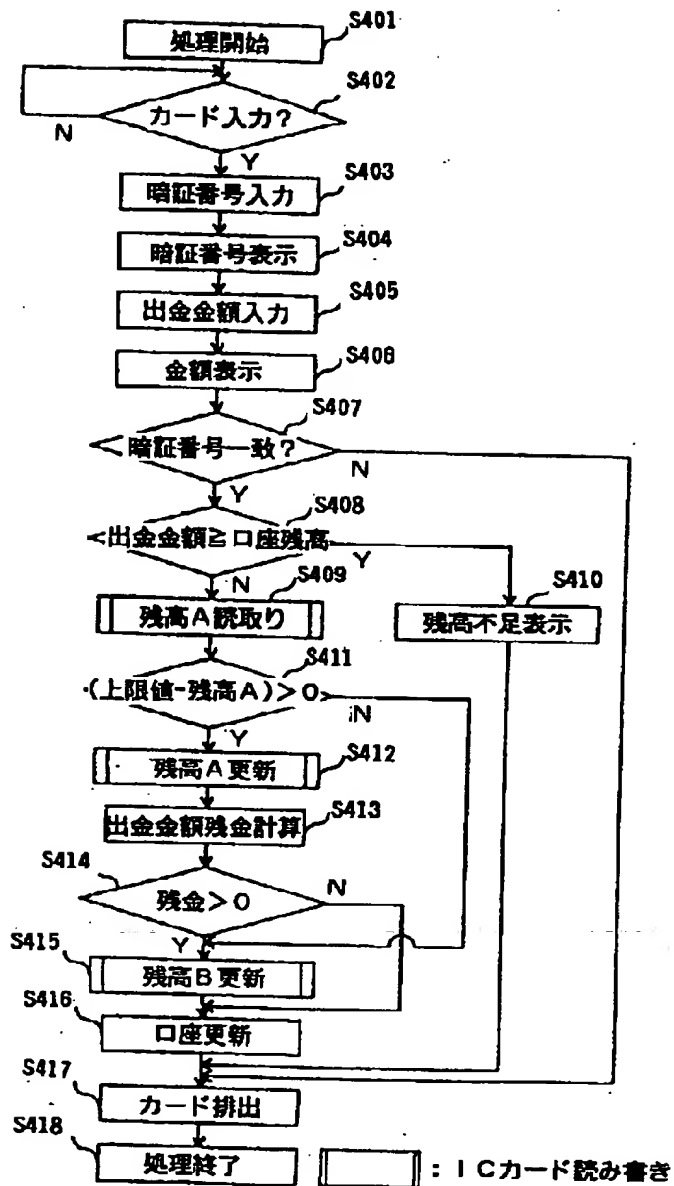 S401
処理開始
S402
カード入力？
N
Y
S403
暗証番号入力
S404
暗証番号表示
S405
出金金額入力
S406
金額表示
S407
暗証番号一致？
N
Y
S408
出金金額≧口座残高
Y
N
S409
残高A読取り
S410
残高不足表示
S411
(上限値-残高A)>0
N
Y
S412
残高A更新
S413
出金金額残金計算
S414
残金>0
N
Y
S415
残高B更新
S416
口座更新
S417
カード排出
S418
処理終了
：ICカード読み書き